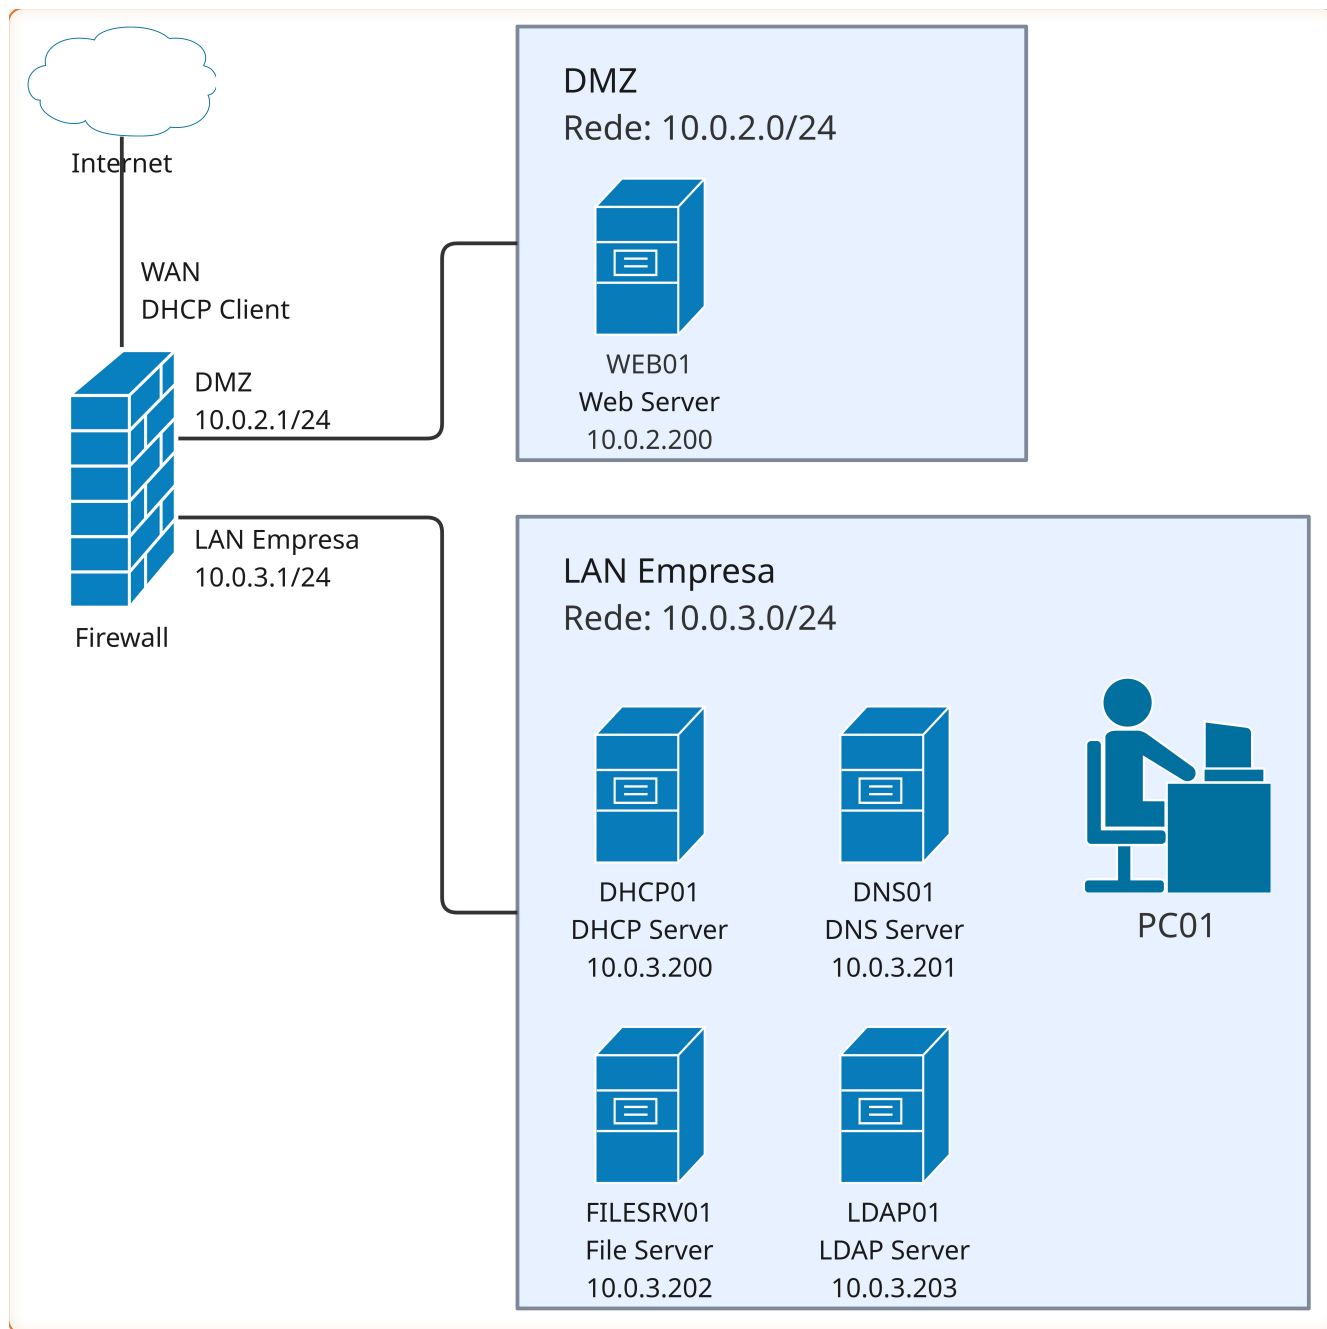 Internet
WAN
DHCP Client
DMZ
10.0.2.1/24
LAN Empresa
10.0.3.1/24
Firewall
DMZ
Rede: 10.0.2.0/24
WEB01
Web Server
10.0.2.200
LAN Empresa
Rede: 10.0.3.0/24
DHCP01
DHCP Server
10.0.3.200
DNS01
DNS Server
10.0.3.201
PC01
FILESRV01
File Server
10.0.3.202
LDAP01
LDAP Server
10.0.3.203